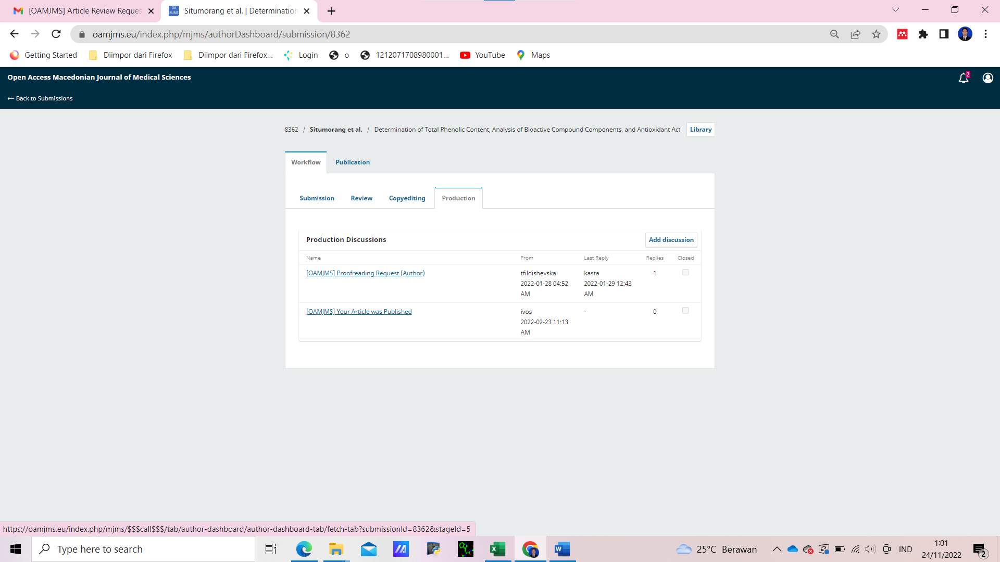 [OAMJMS] Article Review Reques
Situmorang et al. | Determination
oamjms.eu/index.php/mjms/authorDashboard/submission/8362
Getting Started
Diimpor dari Firefox
Diimpor dari Firefox...
Login
o
1212071708980001...
YouTube
Maps
Open Access Macedonian Journal of Medical Sciences
2
← Back to Submissions
8362 / Situmorang et al. / Determination of Total Phenolic Content, Analysis of Bioactive Compound Components, and Antioxidant Act
Library
Workflow
Publication
Submission
Review
Copyediting
Production
Production Discussions
Add discussion
Name
From
Last Reply
Replies
Closed
[OAMJMS] Proofreading Request (Author)
tfildishevska
2022-01-28 04:52
AM
kasta
2022-01-29 12:43
AM
1
[OAMJMS] Your Article was Published
ivos
2022-02-23 11:13
AM
-
0
https://oamjms.eu/index.php/mjms/$$$call$$$/tab/author-dashboard/author-dashboard-tab/fetch-tab?submissionId=8362&stageId=5
Type here to search
25°C Berawan
IND
1:01
24/11/2022
2